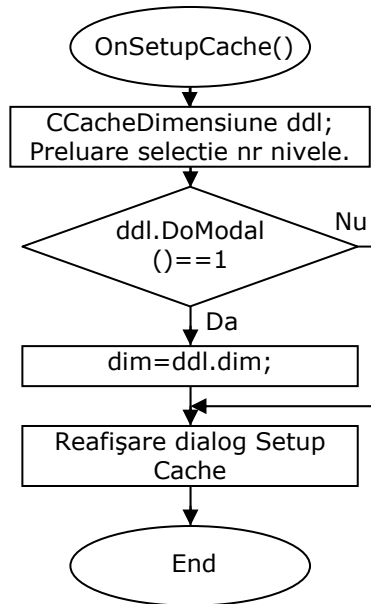 OnSetupCache()
CCacheDimensiune ddl;
Preluare selectie nr nivele.
ddl.DoModal
()==1
Nu
Da
dim=ddl.dim;
Reafişare dialog Setup
Cache
End